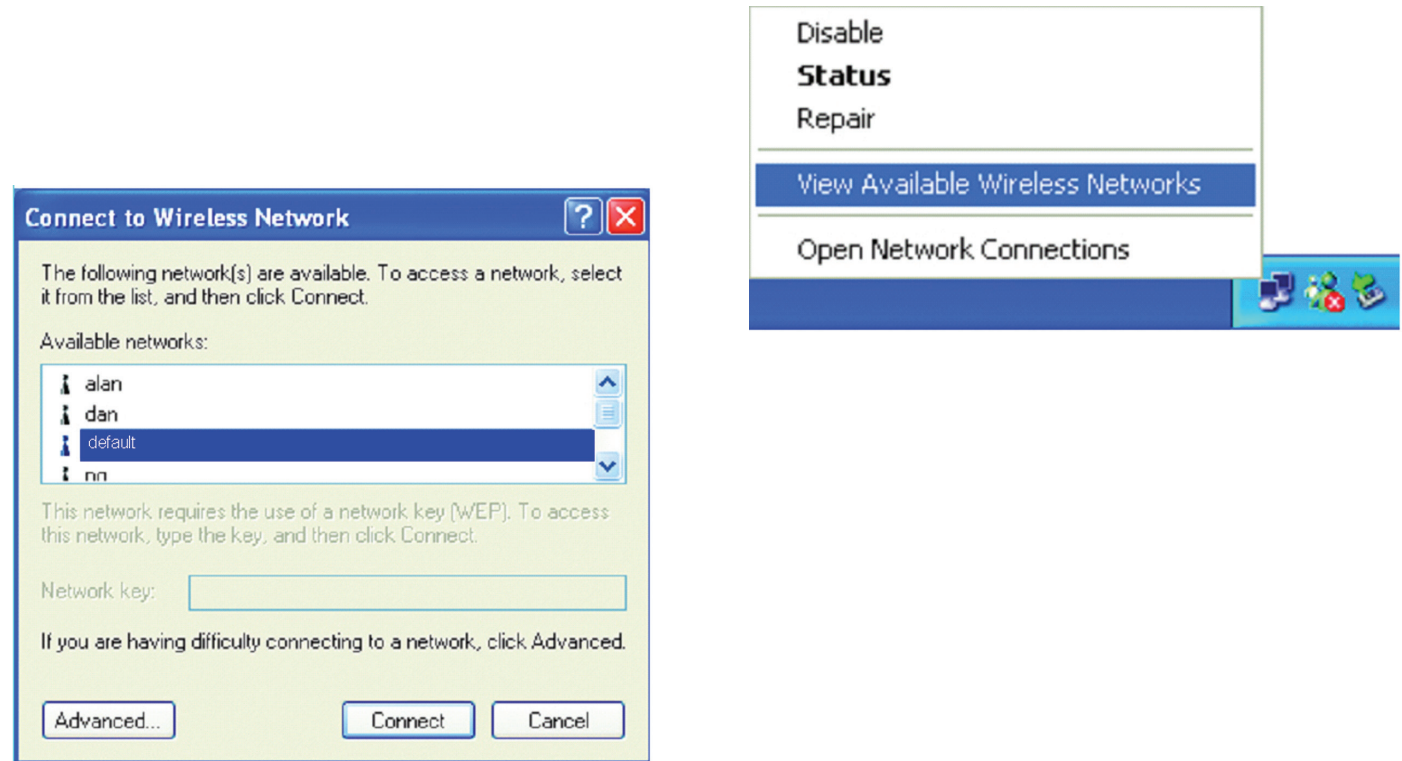 Disable
Status
Repair
View Available Wireless Networks
Open Network Connections
Connect to Wireless Network
The following network(s) are available. To access a network, select
it from the list, and then click Connect.
Available networks:
alan
dan
default
This network requires the use of a network key (WEP). To access
this network, type the key, and then click Connect.
Network key:
If you are having difficulty connecting to a network, click Advanced.
Advanced...
Connect
Cancel